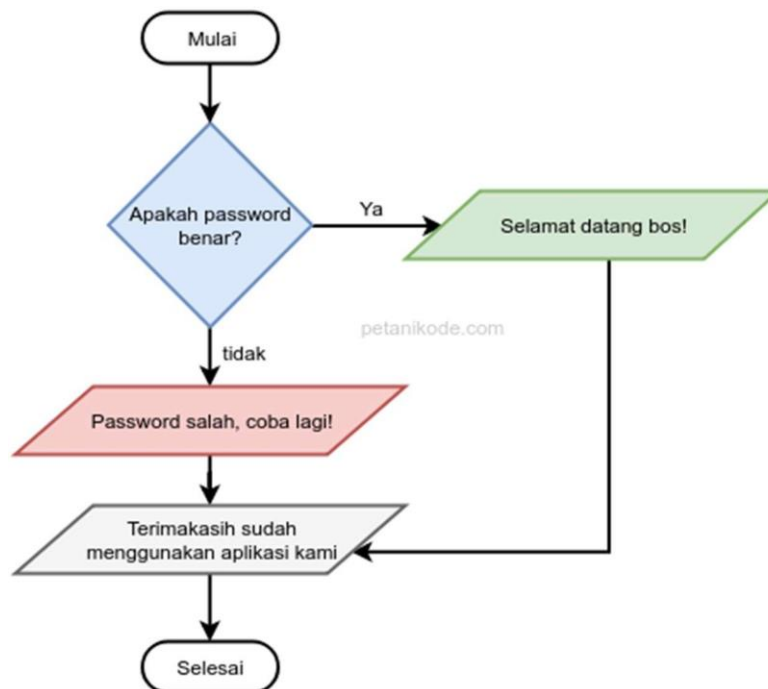 Mulai
Apakah password
benar?
Ya
Selamat datang bos!
petanikode.com
tidak
Password salah, coba lagi!
Terimakasih sudah
menggunakan aplikasi kami
Selesai